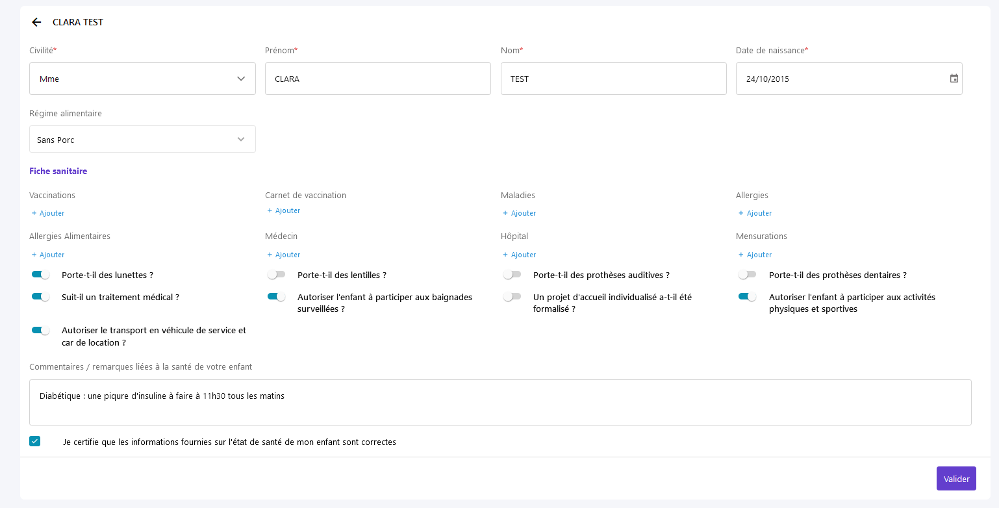 CLARA TEST
Civilité* Prénom* Nom* Date de naissance*
Mme CLARA TEST 24/10/2015
Régime alimentaire
Sans Porc
Fiche sanitaire
Vaccinations Carnet de vaccination Maladies Allergies
+ Ajouter + Ajouter + Ajouter + Ajouter
Allergies Alimentaires Médecin Hôpital Mensurations
+ Ajouter + Ajouter + Ajouter + Ajouter
Porte-t-il des lunettes ? Porte-t-il des lentilles ? Porte-t-il des prothèses auditives ? Porte-t-il des prothèses dentaires ?
Suit-il un traitement médical ?
Autoriser l'enfant à participer aux baignades
surveillées ?
Un projet d'accueil individualisé a-t-il été
formalisé ?
Autoriser l'enfant à participer aux activités
physiques et sportives
Autoriser le transport en véhicule de service et
car de location ?
Commentaires / remarques liées à la santé de votre enfant
Diabétique : une piqure d'insuline à faire à 11h30 tous les matins
Je certifie que les informations fournies sur l'état de santé de mon enfant sont correctes
Valider